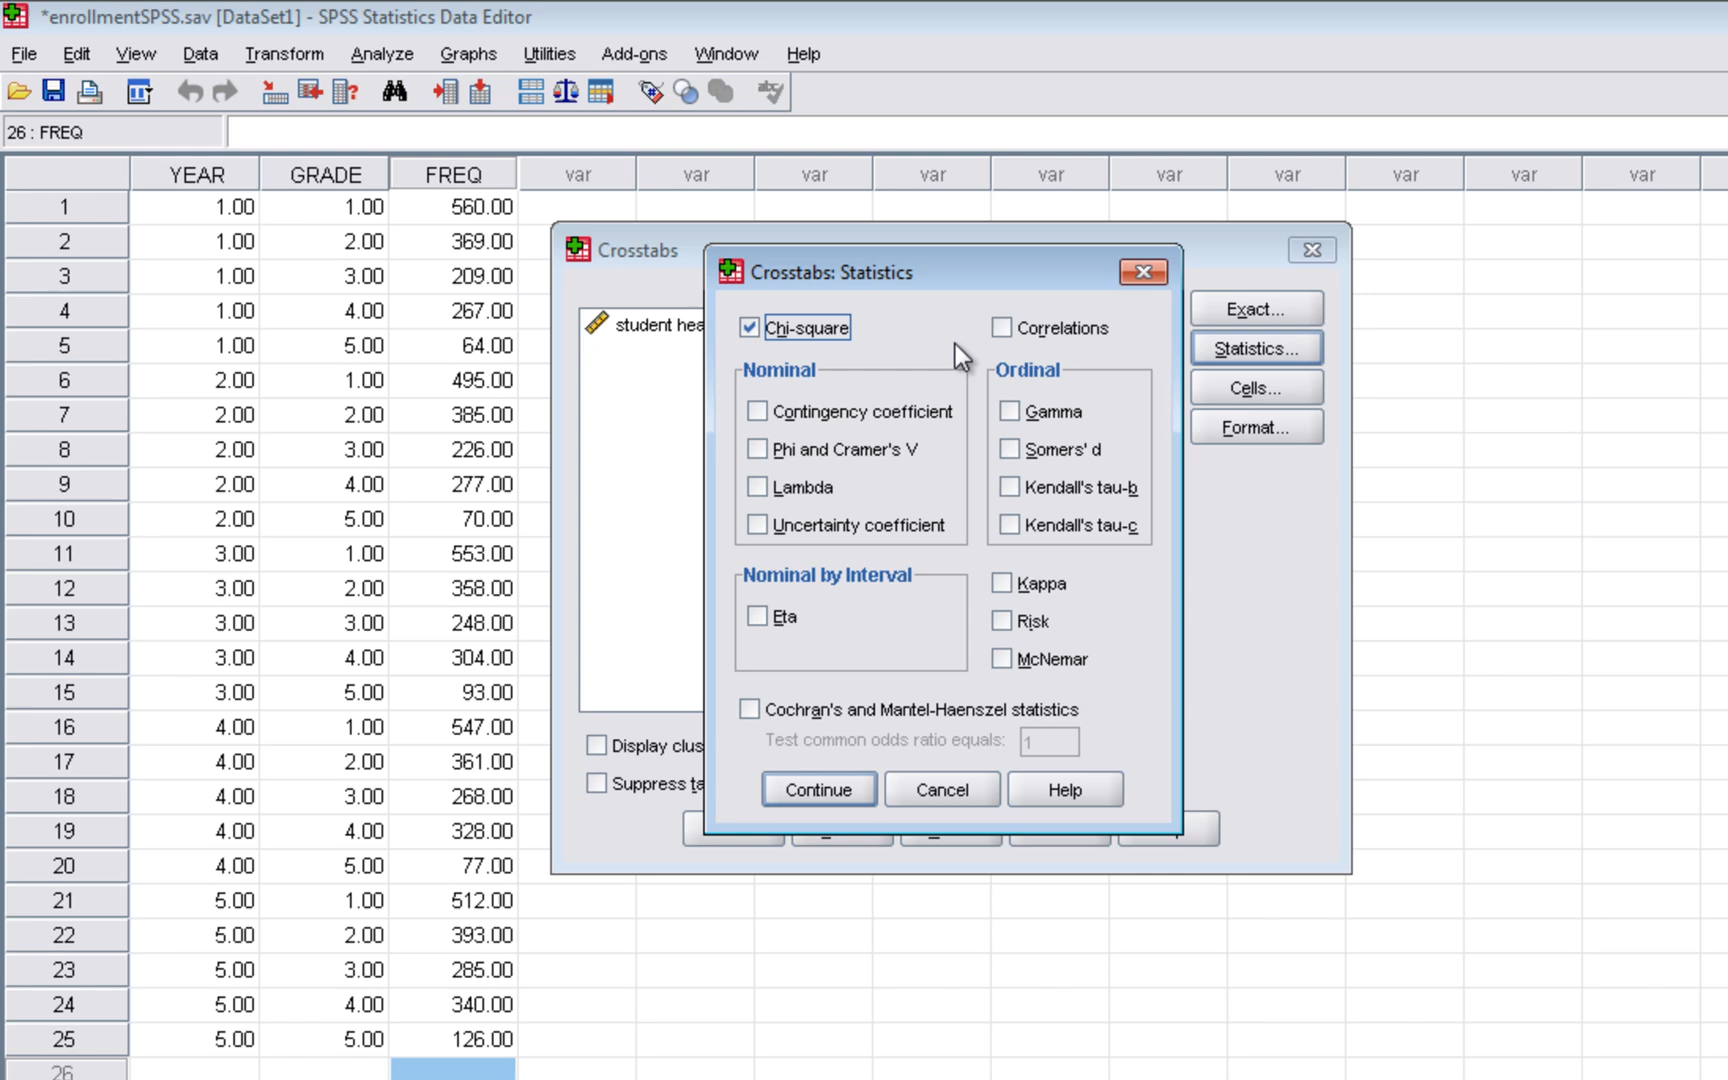 *enrollmentSPSS.sav [DataSet1] - SPSS Statistics Data Editor
File Edit View Data Transform Analyze Graphs Utilities Add-ons Window Help
26 : FREQ
YEAR GRADE FREQ var var var var var var var var var var
1 1.00 1.00 560.00
2 1.00 2.00 369.00
3 1.00 3.00 209.00
4 1.00 4.00 267.00
5 1.00 5.00 64.00
6 2.00 1.00 495.00
7 2.00 2.00 385.00
8 2.00 3.00 226.00
9 2.00 4.00 277.00
10 2.00 5.00 70.00
11 3.00 1.00 553.00
12 3.00 2.00 358.00
13 3.00 3.00 248.00
14 3.00 4.00 304.00
15 3.00 5.00 93.00
16 4.00 1.00 547.00
17 4.00 2.00 361.00
18 4.00 3.00 268.00
19 4.00 4.00 328.00
20 4.00 5.00 77.00
21 5.00 1.00 512.00
22 5.00 2.00 393.00
23 5.00 3.00 285.00
24 5.00 4.00 340.00
25 5.00 5.00 126.00
26
Crosstabs
student hea
Display clus
Suppress ta
Exact...
Statistics...
Cells...
Format...
Crosstabs: Statistics
Chi-square Correlations
Nominal Ordinal
Contingency coefficient Gamma
Phi and Cramer's V Somers' d
Lambda Kendall's tau-b
Uncertainty coefficient Kendall's tau-c
Nominal by Interval Kappa
Eta Risk
McNemar
Cochran's and Mantel-Haenszel statistics
Test common odds ratio equals: 1
Continue Cancel Help